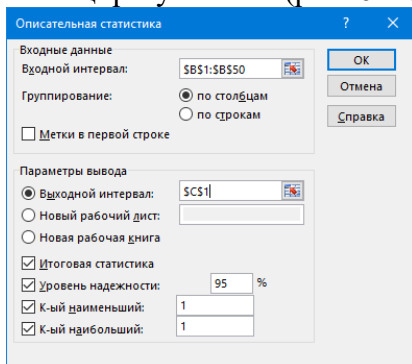 Описательная статистика ? ×
Входные данные
Входной интервал: $B$1:$B$50
Группирование: по столбцам
по строкам
Метки в первой строке
ОК
Отмена
Справка
Параметры вывода
Выходной интервал: $C$1
Новый рабочий лист:
Новая рабочая книга
Итоговая статистика
Уровень надежности: 95 %
К-ый наименьший: 1
К-ый наибольший: 1